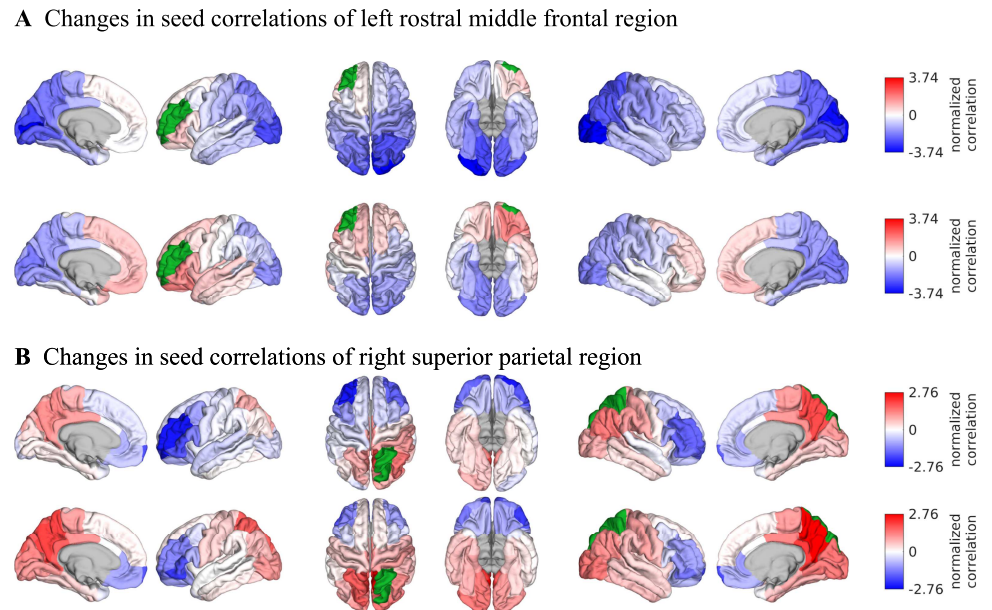 A Changes in seed correlations of left rostral middle frontal region
3.74
0
-3.74
normalized
correlation
3.74
0
-3.74
normalized
correlation
B Changes in seed correlations of right superior parietal region
2.76
0
-2.76
normalized
correlation
2.76
0
-2.76
normalized
correlation